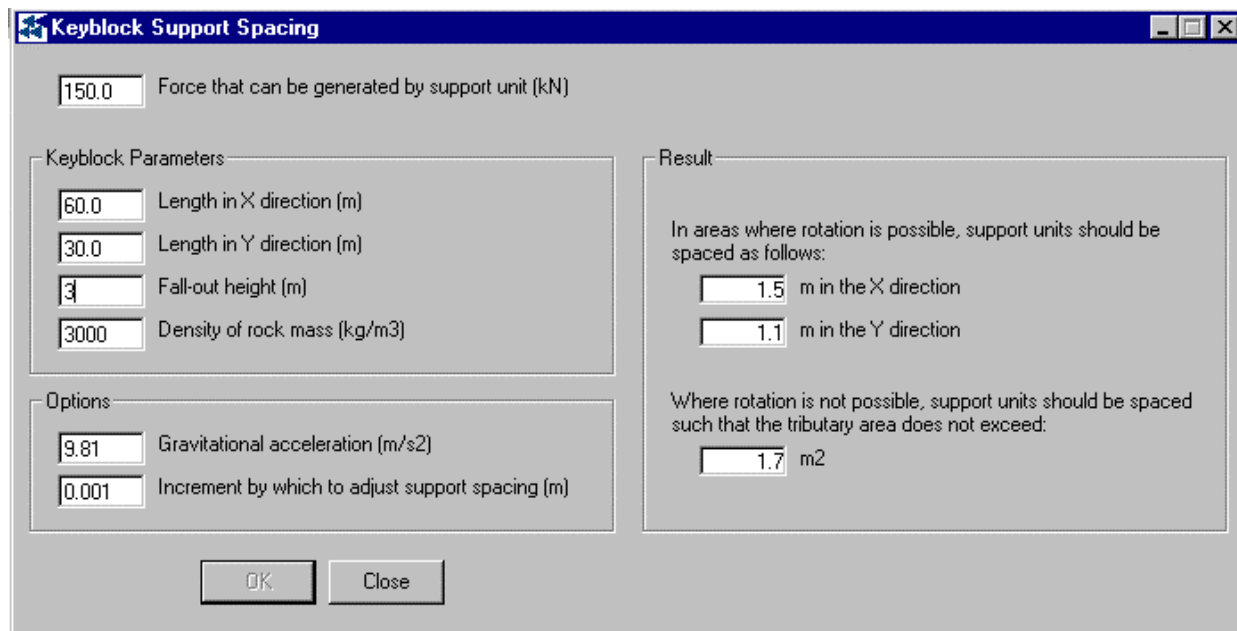 Keyblock Support Spacing
150.0 Force that can be generated by support unit (kN)
Keyblock Parameters
60.0 Length in X direction (m)
30.0 Length in Y direction (m)
3 Fall-out height (m)
3000 Density of rock mass (kg/m3)
Options
9.81 Gravitational acceleration (m/s2)
0.001 Increment by which to adjust support spacing (m)
Result
In areas where rotation is possible, support units should be
spaced as follows:
1.5 m in the X direction
1.1 m in the Y direction
Where rotation is not possible, support units should be spaced
such that the tributary area does not exceed:
1.7 m2
OK Close